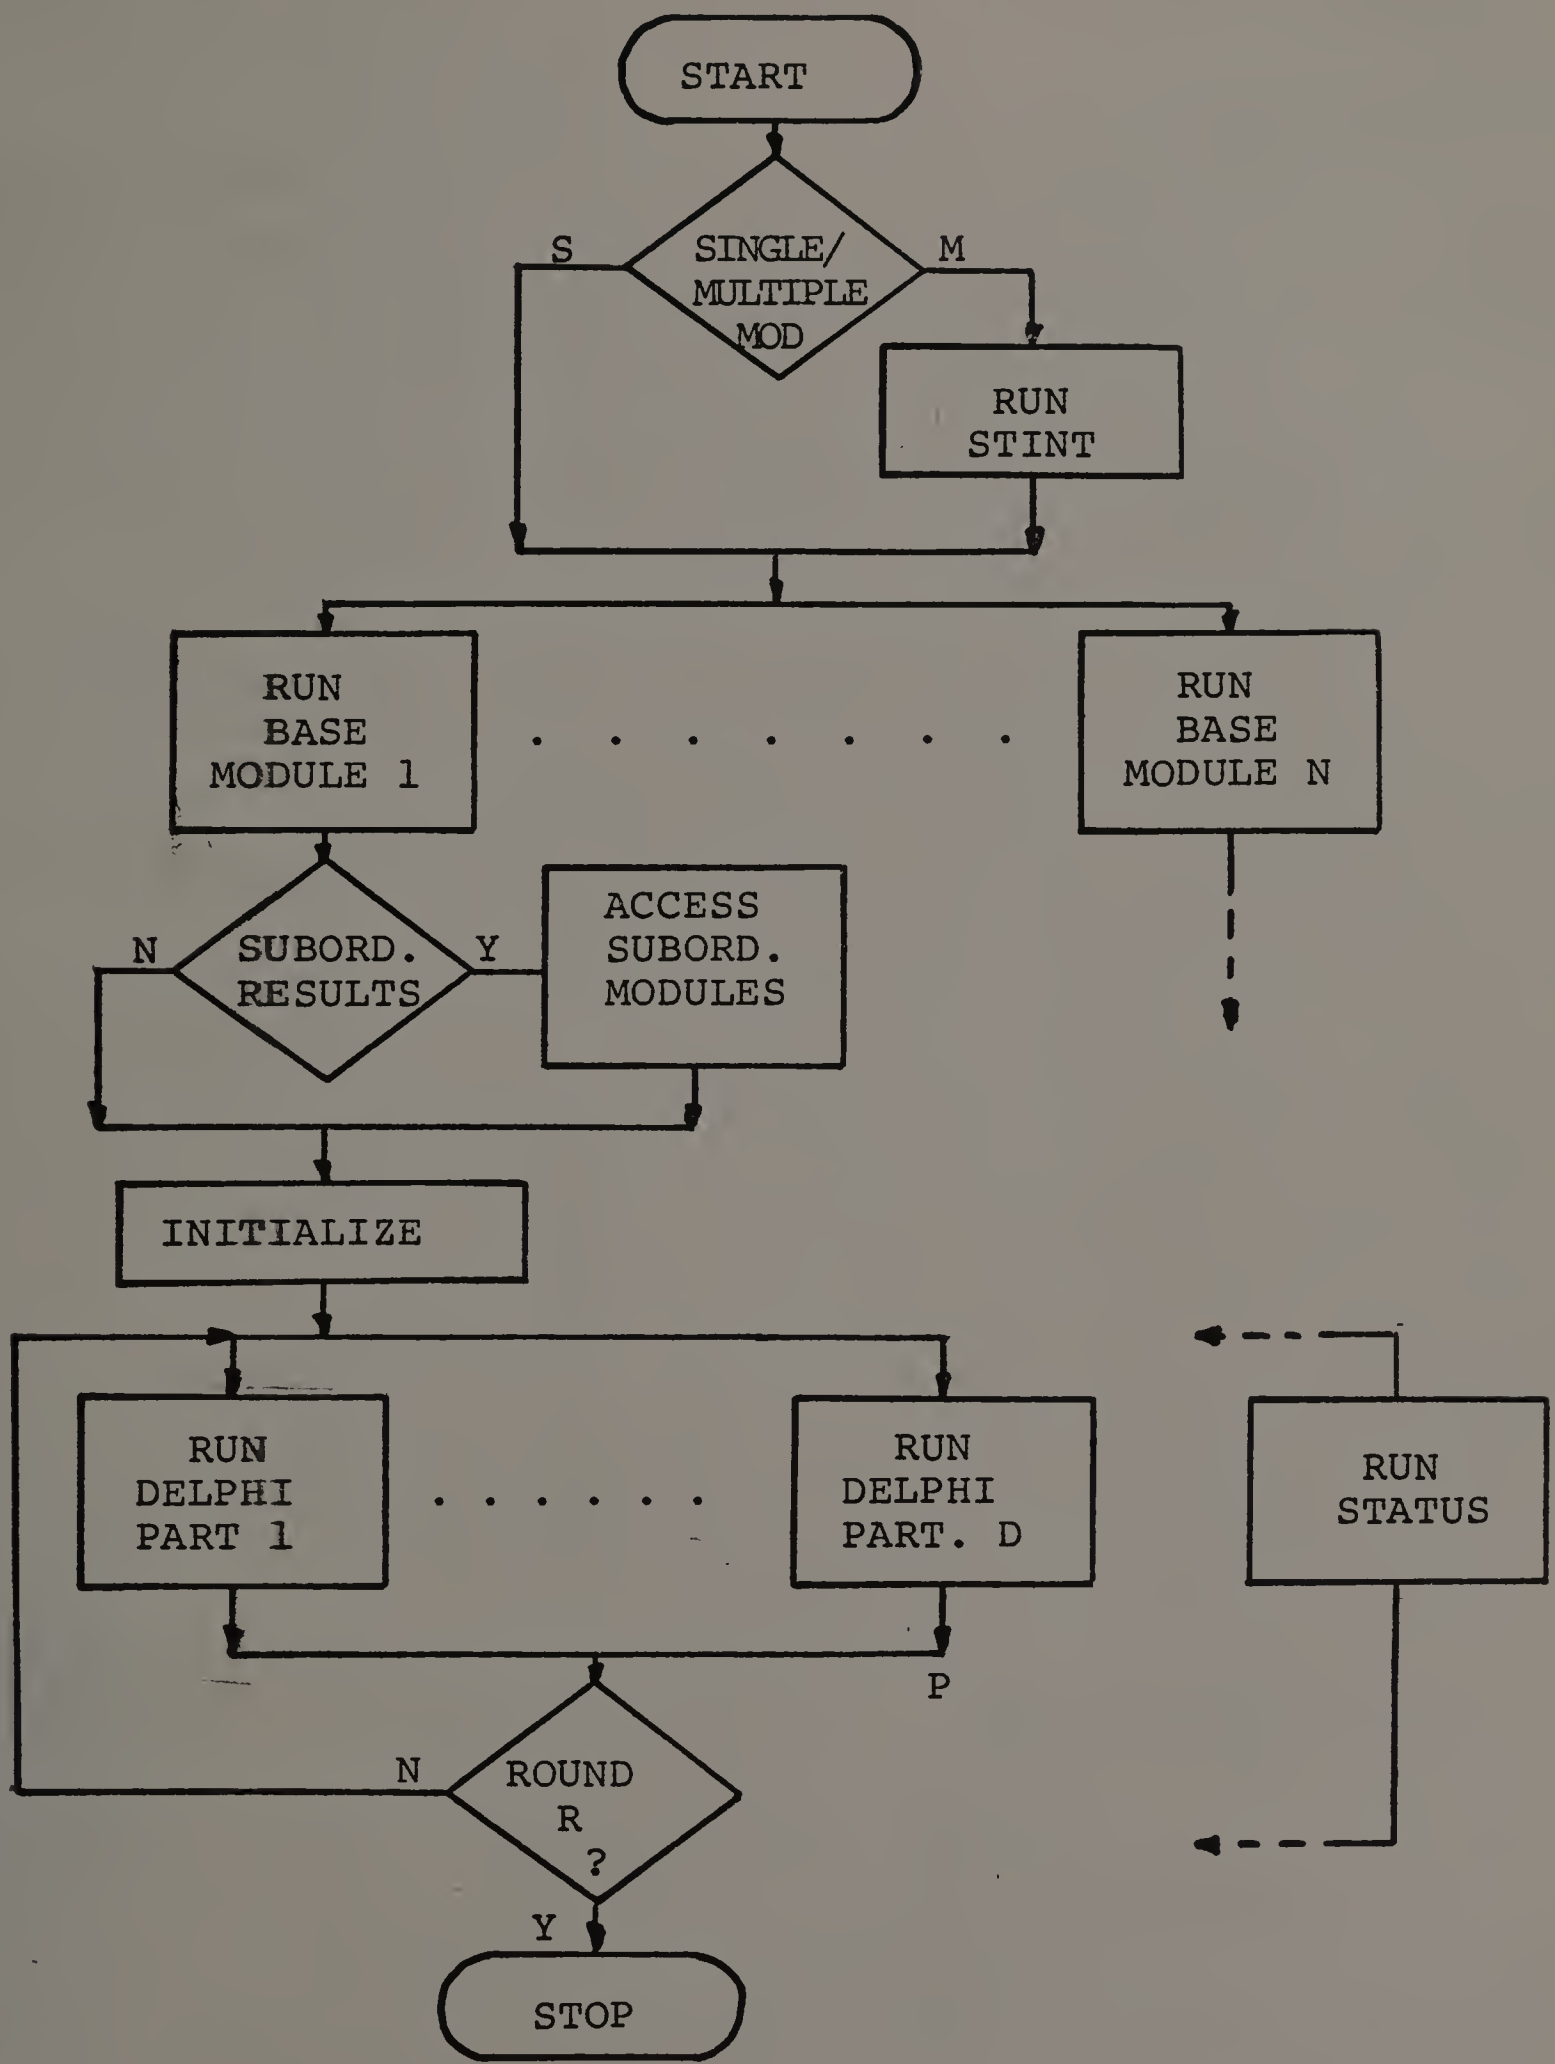 START
S
SINGLE/
MULTIPLE
MOD
M
RUN
STINT
RUN
BASE
MODULE 1
. . . . . . .
RUN
BASE
MODULE N
N
SUBORD.
RESULTS
Y
ACCESS
SUBORD.
MODULES
INITIALIZE
RUN
DELPHI
PART 1
. . . . . .
RUN
DELPHI
PART. D
RUN
STATUS
P
N
ROUND
R
?
Y
STOP